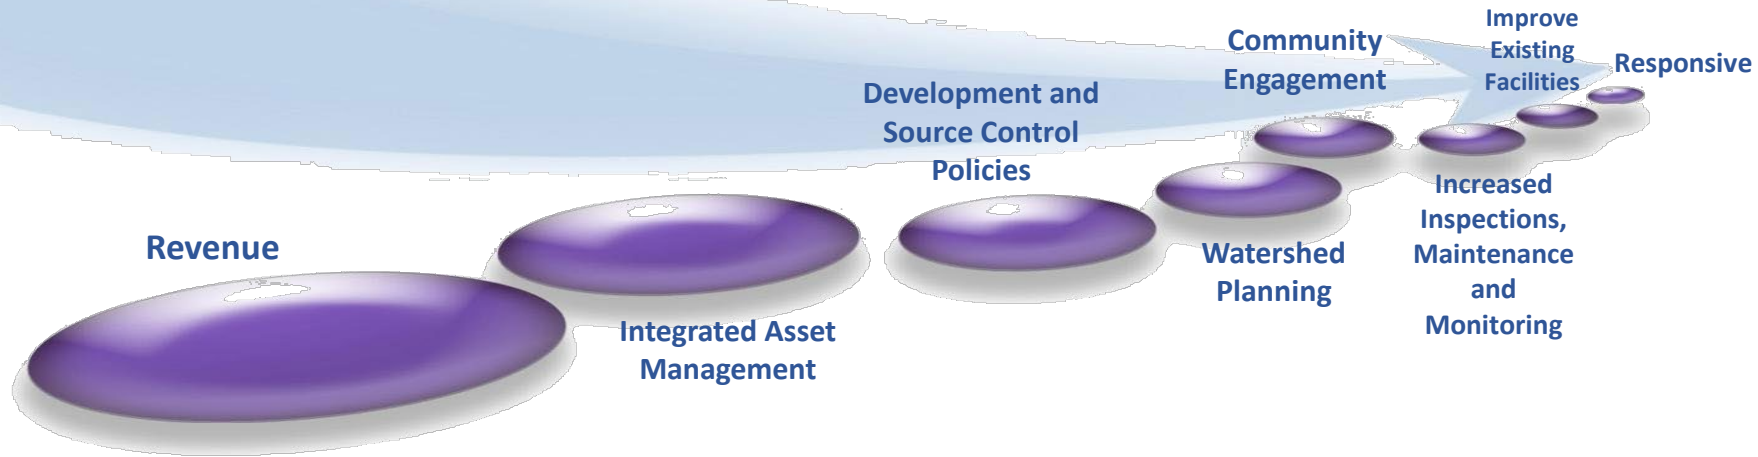 Revenue
Integrated Asset
Management
Development and
Source Control
Policies
Watershed
Planning
Community
Engagement
Increased
Inspections,
Maintenance
and
Monitoring
Improve
Existing
Facilities
Responsive